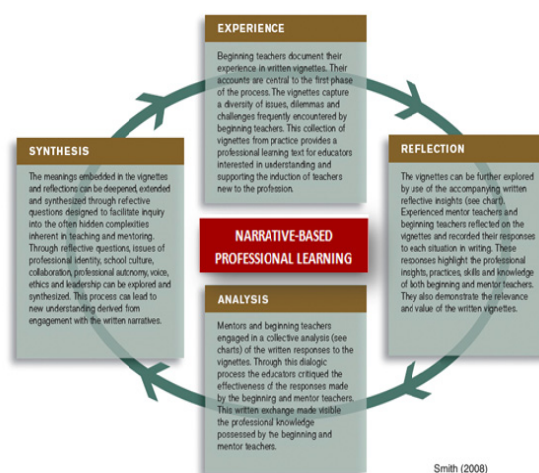 EXPERIENCE
Beginning teachers document their
experience in written vignettes. Their
accounts are central to the first phase
of the process. The vignettes capture
a diversity of issues, dilemmas and
challenges frequently encountered by
beginning teachers. This collection of
vignettes from practice provides a
professional learning text for educators
interested in understanding and
supporting the induction of teachers
new to the profession.
REFLECTION
The vignettes can be further explored
by use of the accompanying written
reflective insights (see chart).
Experienced mentor teachers and
beginning teachers reflected on the
vignettes and recorded their responses
to each situation in writing. These
responses highlight the professional
insights, practices, skills and knowledge
of both beginning and mentor teachers.
They also demonstrate the relevance
and value of the written vignettes.
SYNTHESIS
The meanings embedded in the vignettes
and reflections can be deepened, extended
and synthesized through refective
questions designed to facilitate inquiry
into the often hidden complexities
inherent in teaching and mentoring.
Through reflective questions, issues of
professional identity, school culture,
collaboration, professional autonomy, voice,
ethics and leadership can be explored and
synthesized. This process can lead to
new understanding derived from
engagement with the written narratives.
NARRATIVE-BASED
PROFESSIONAL LEARNING
ANALYSIS
Mentors and beginning teachers
engaged in a collective analysis (see
charts) of the written responses to the
vignettes. Through this dialogic
process the educators critiqued the
effectiveness of the responses made
by the beginning and mentor teachers.
This written exchange made visible
the professional knowledge
possessed by the beginning and
mentor teachers.
Smith (2008)